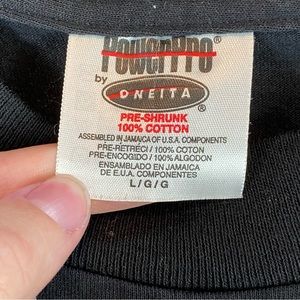 PowerPro®
by ONEITA®
PRE-SHRUNK
100% COTTON
ASSEMBLED IN JAMAICA OF U.S.A. COMPONENTS
PRE-RETRECI / 100% COTON
PRE-ENCOGIDO / 100% ALGODON
ENSAMBLADO EN JAMAICA
DE E.U.A. COMPONENTES
L / G / G